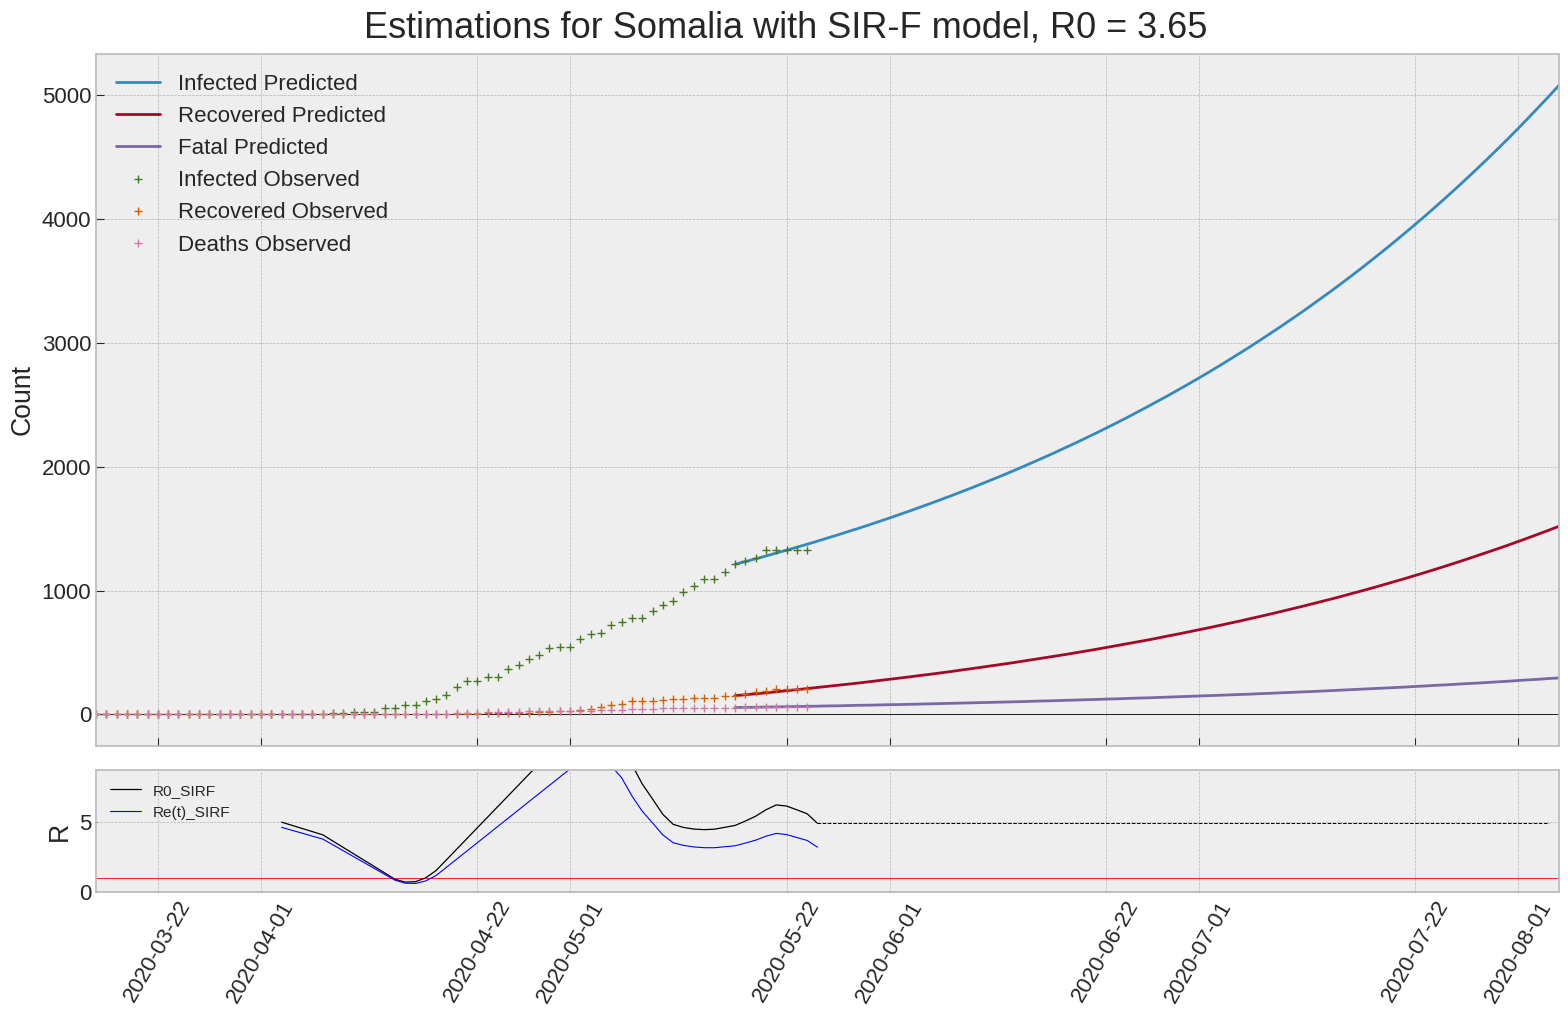 Estimations for Somalia with SIR-F model, R0 = 3.65
Infected Predicted
Recovered Predicted
Fatal Predicted
Infected Observed
Recovered Observed
Deaths Observed
5000
4000
3000
2000
1000
0
Count
R0_SIRF
Re(t)_SIRF
5
0
R
2020-03-22
2020-04-01
2020-04-22
2020-05-01
2020-05-22
2020-06-01
2020-06-22
2020-07-01
2020-07-22
2020-08-01